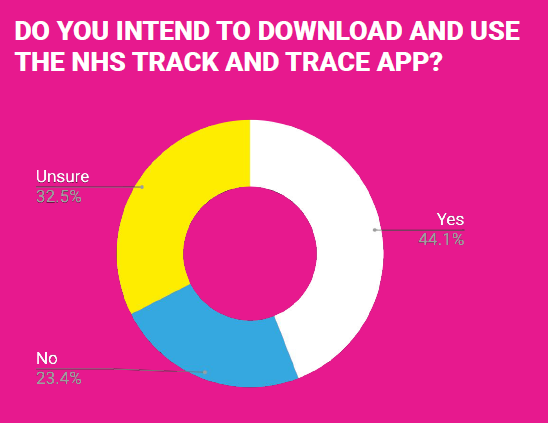 DO YOU INTEND TO DOWNLOAD AND USE
THE NHS TRACK AND TRACE APP?
Unsure
32.5%
Yes
44.1%
No
23.4%